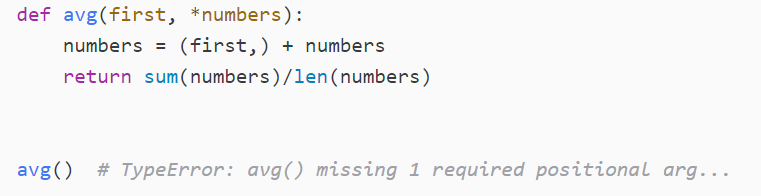 def avg(first, *numbers):
    numbers = (first,) + numbers
    return sum(numbers)/len(numbers)
avg()  # TypeError: avg() missing 1 required positional arg...